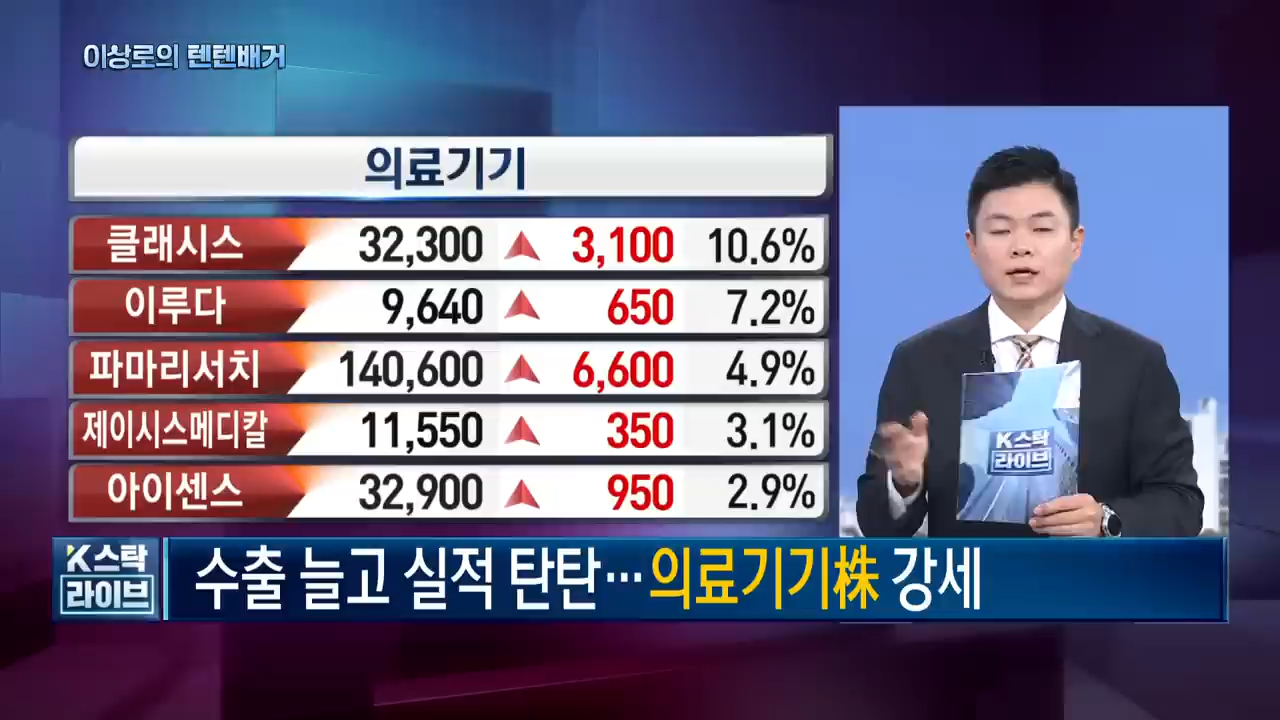 이상로의 텐텐배거
의료기기
클래시스 32,300 ▲ 3,100 10.6%
이루다 9,640 ▲ 650 7.2%
파마리서치 140,600 ▲ 6,600 4.9%
제이시스메디칼 11,550 ▲ 350 3.1%
아이센스 32,900 ▲ 950 2.9%
K스탁
라이브
K스탁
라이브
수출 늘고 실적 탄탄…의료기기株 강세